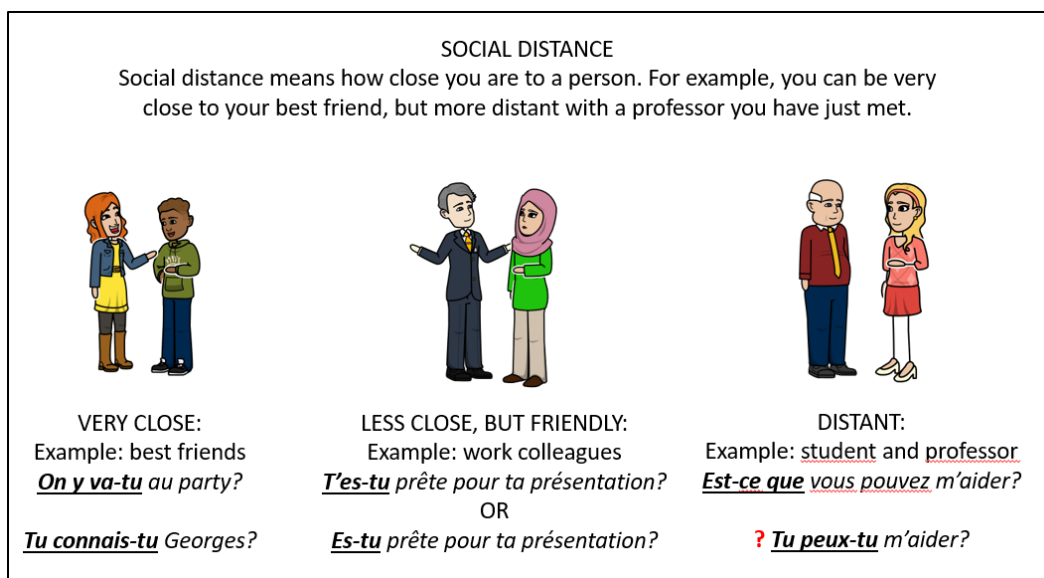 SOCIAL DISTANCE
Social distance means how close you are to a person. For example, you can be very
close to your best friend, but more distant with a professor you have just met.
VERY CLOSE:
Example: best friends
On y va-tu au party?
Tu connais-tu Georges?
LESS CLOSE, BUT FRIENDLY:
Example: work colleagues
T'es-tu prête pour ta présentation?
OR
Es-tu prête pour ta présentation?
DISTANT:
Example: student and professor
Est-ce que vous pouvez m'aider?
? Tu peux-tu m'aider?